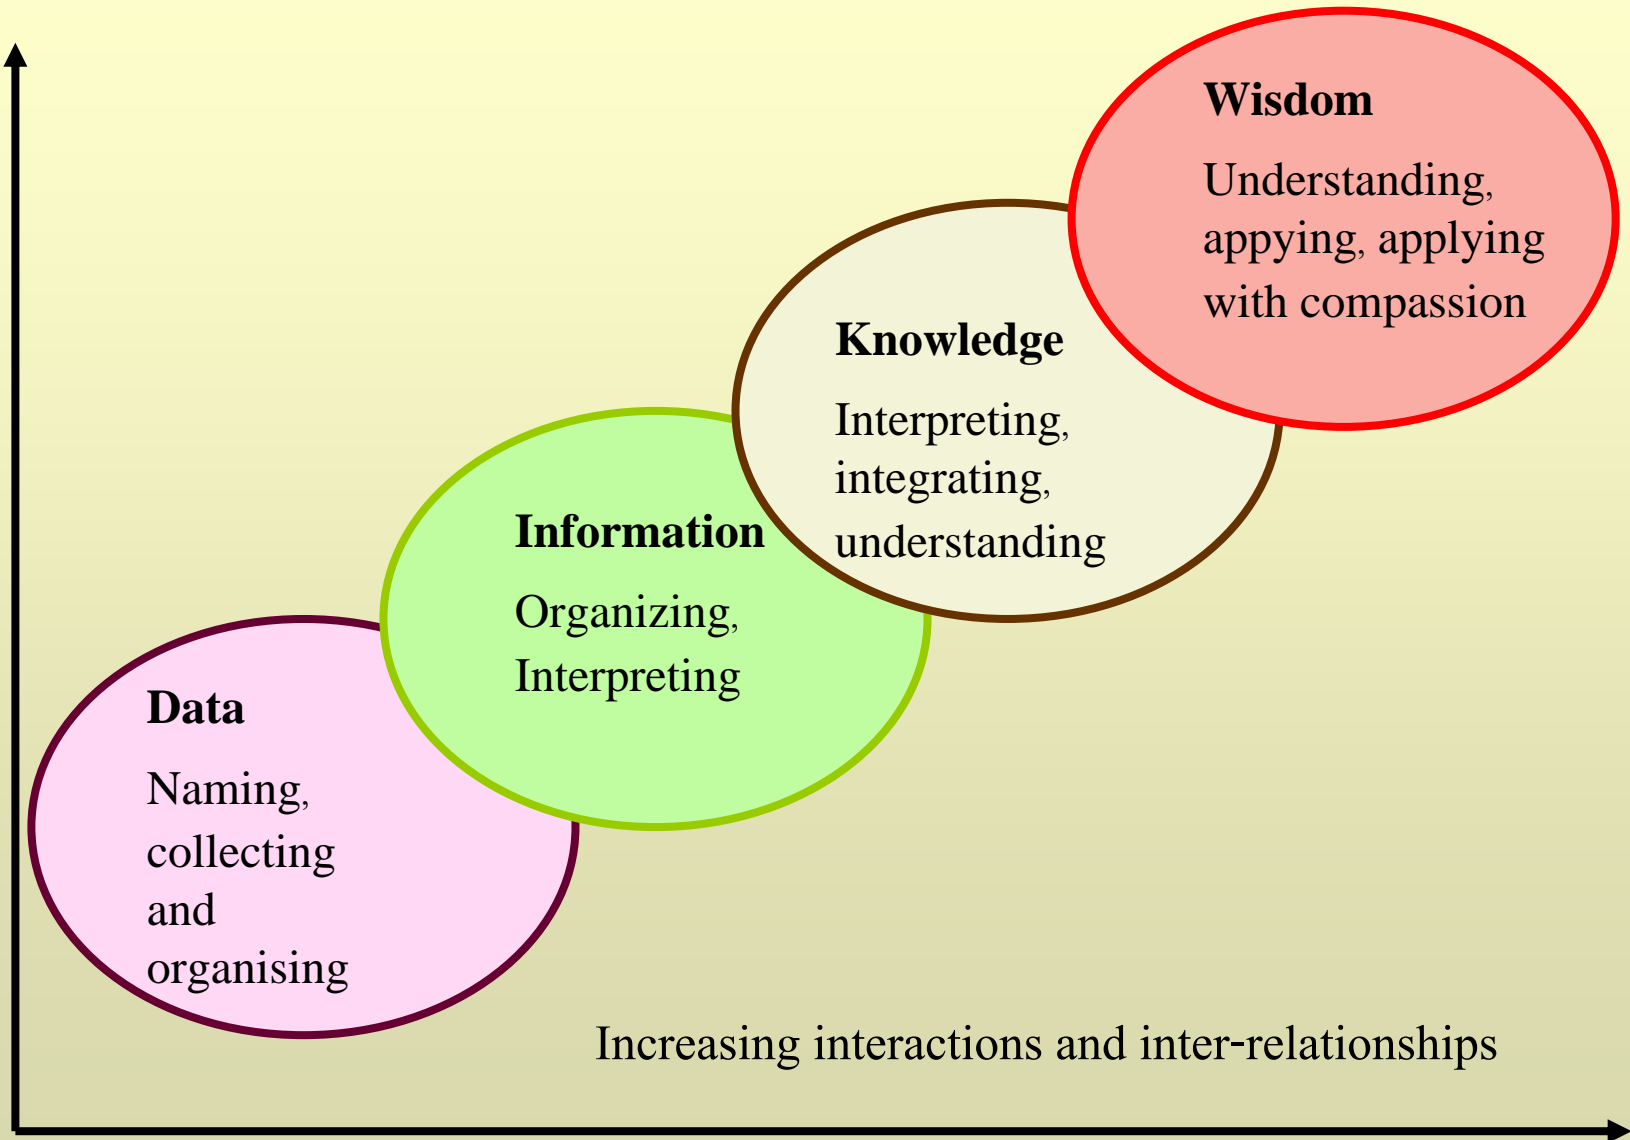 Wisdom
Understanding,
appying, applying
with compassion
Knowledge
Interpreting,
integrating,
understanding
Information
Organizing,
Interpreting
Data
Naming,
collecting
and
organising
Increasing interactions and inter-relationships